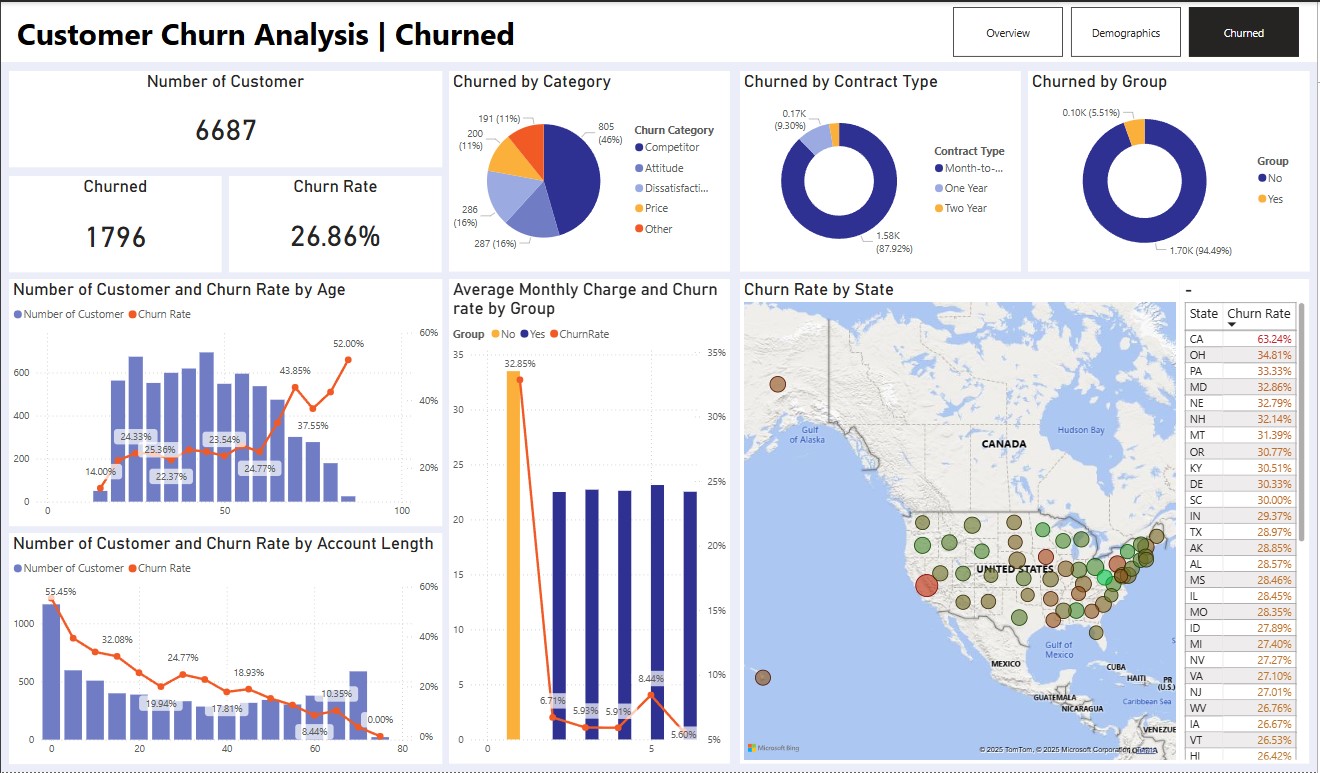 Customer Churn Analysis | Churned
Overview
Demographics
Churned
Number of Customer
6687
Churned
1796
Churn Rate
26.86%
Churned by Category
191 (11%)
200
(11%)
286
(16%)
287 (16%)
805
(46%)
Churn Category
Competitor
Attitude
Dissatisfacti...
Price
Other
Churned by Contract Type
0.17K
(9.30%)
1.58K
(87.92%)
Contract Type
Month-to-...
One Year
Two Year
Churned by Group
0.10K (5.51%)
1.70K (94.49%)
Group
No
Yes
Number of Customer and Churn Rate by Age
Number of Customer
Churn Rate
60%
600
400
40%
200
20%
0
14.00%
24.33%
25.36%
22.37%
23.54%
24.77%
43.85%
37.55%
52.00%
0
50
100
Number of Customer and Churn Rate by Account Length
Number of Customer
Churn Rate
60%
1000
40%
500
20%
0
0%
55.45%
32.08%
19.94%
24.77%
17.81%
18.93%
8.44%
10.35%
0.00%
0
20
40
60
80
Average Monthly Charge and Churn
rate by Group
Group
No
Yes
ChurnRate
35
30
25
20
15
10
5
0
35%
30%
25%
20%
15%
10%
5%
32.85%
6.71%
5.93%
5.91%
8.44%
5.60%
0
5
Churn Rate by State
Gulf
of Alaska
CANADA
Hudson Bay
UNITED STATES
MEXICO
Gulf of
Mexico
CUBA
HAITI
PR
(U.S.)
GUATEMALA
NICARAGUA
Caribbean Sea
VENEZUE
Microsoft Bing
© 2025 TomTom, © 2025 Microsoft Corporation
-
State Churn Rate
CA 63.24%
OH 34.81%
PA 33.33%
MD 32.86%
NE 32.79%
NH 32.14%
MT 31.39%
OR 30.77%
KY 30.51%
DE 30.33%
SC 30.00%
IN 29.37%
TX 28.97%
AK 28.85%
AL 28.57%
MS 28.46%
IL 28.45%
MO 28.35%
ID 27.89%
MI 27.40%
NV 27.27%
VA 27.10%
NJ 27.01%
WV 26.76%
IA 26.67%
VT 26.53%
HI 26.42%